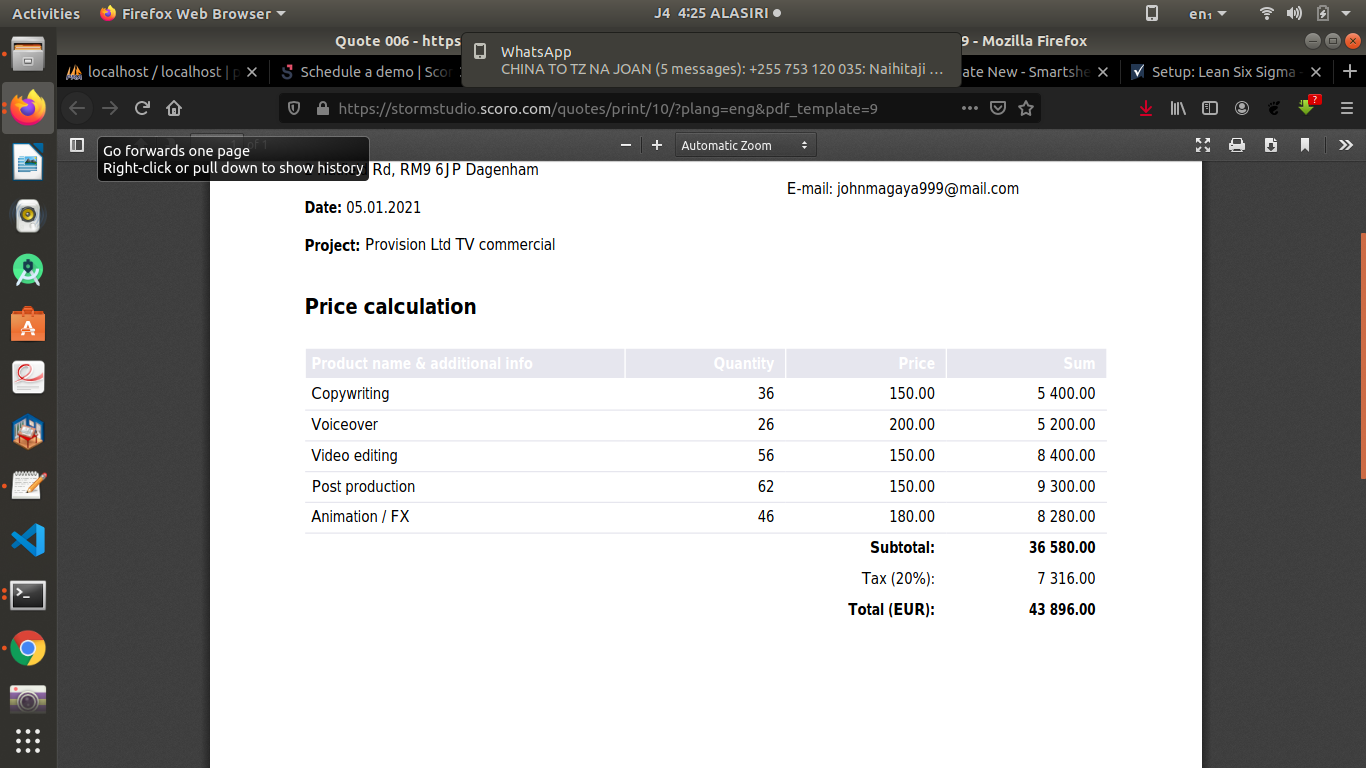 Activities Firefox Web Browser J4 4:25 ALASIRI en₁
Quote 006 - https 9 - Mozilla Firefox
WhatsApp
CHINA TO TZ NA JOAN (5 messages): +255 753 120 035: Naihitaji ...
localhost / localhost | p Schedule a demo | Scor ate New - Smartshe Setup: Lean Six Sigma
https://stormstudio.scoro.com/quotes/print/10/?plang=eng&pdf_template=9
?
of 1 Automatic Zoom
Go forwards one page
Right-click or pull down to show history
Rd, RM9 6JP Dagenham
E-mail: johnmagaya999@mail.com
Date: 05.01.2021
Project: Provision Ltd TV commercial
Price calculation
Product name & additional info Quantity Price Sum
Copywriting 36 150.00 5 400.00
Voiceover 26 200.00 5 200.00
Video editing 56 150.00 8 400.00
Post production 62 150.00 9 300.00
Animation / FX 46 180.00 8 280.00
Subtotal: 36 580.00
Tax (20%): 7 316.00
Total (EUR): 43 896.00